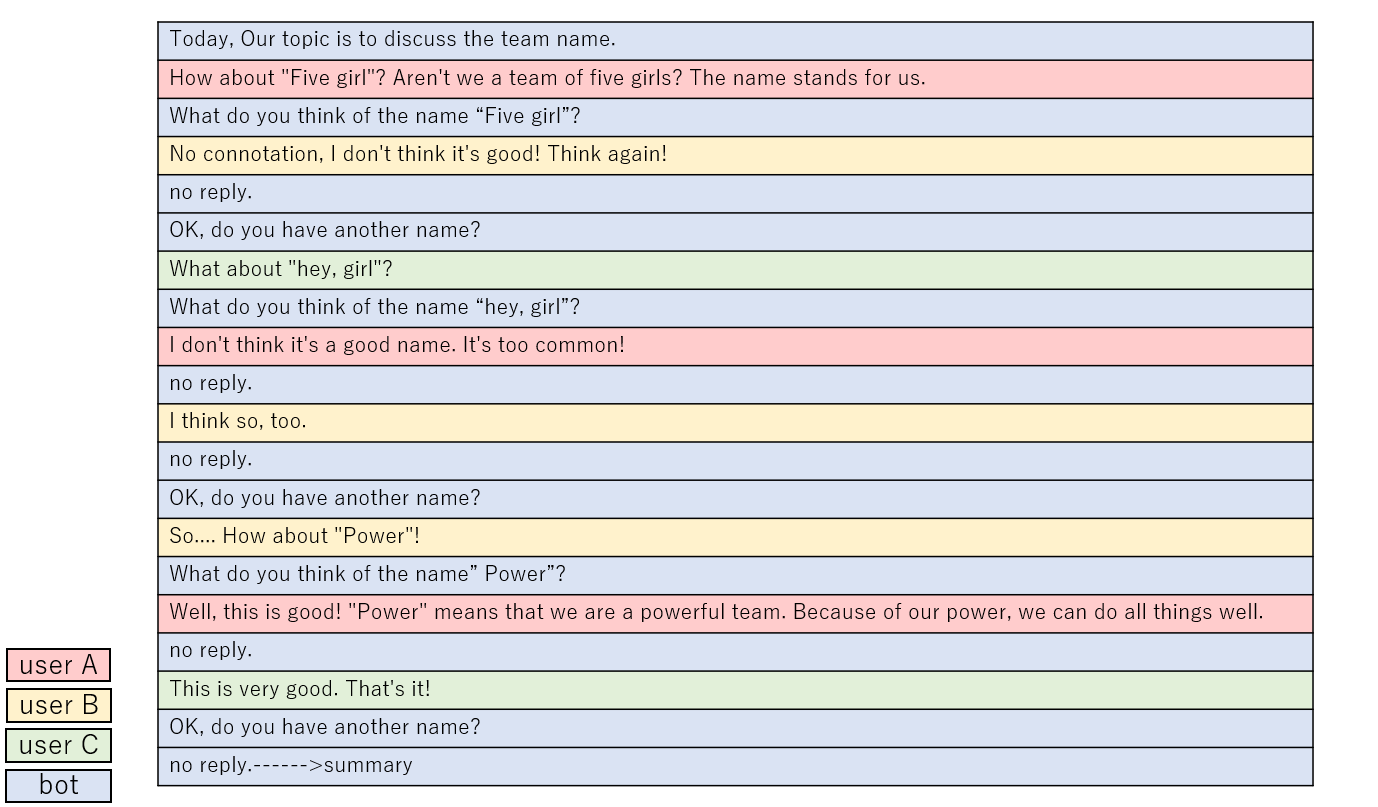 Today, Our topic is to discuss the team name.
How about "Five girl"? Aren't we a team of five girls? The name stands for us.
What do you think of the name “Five girl”?
No connotation, I don't think it's good! Think again!
no reply.
OK, do you have another name?
What about "hey, girl"?
What do you think of the name “hey, girl”?
I don't think it's a good name. It's too common!
no reply.
I think so, too.
no reply.
OK, do you have another name?
So.... How about "Power"!
What do you think of the name” Power”?
Well, this is good! "Power" means that we are a powerful team. Because of our power, we can do all things well.
no reply.
This is very good. That's it!
OK, do you have another name?
no reply.------>summary
user A
user B
user C
bot